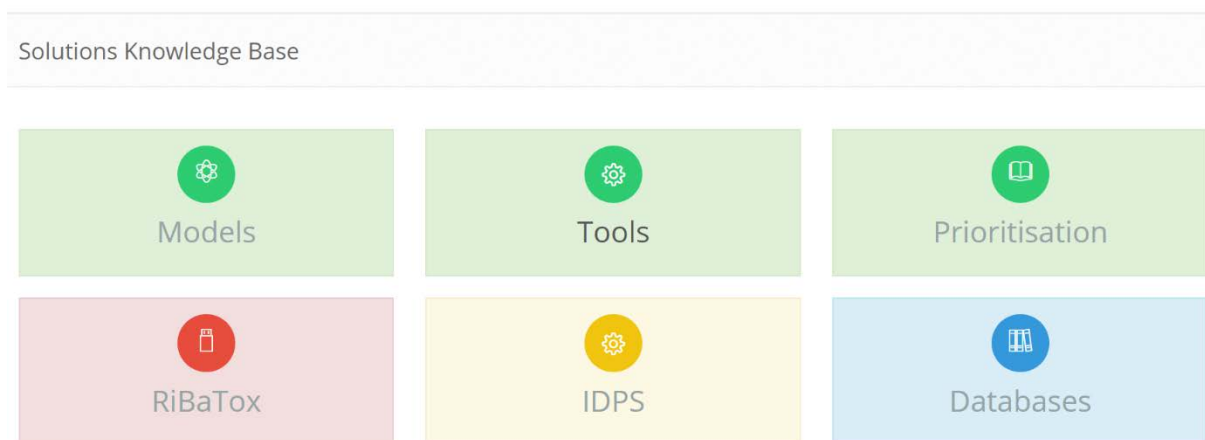 Solutions Knowledge Base
Models
Tools
Prioritisation
RiBaTox
IDPS
Databases